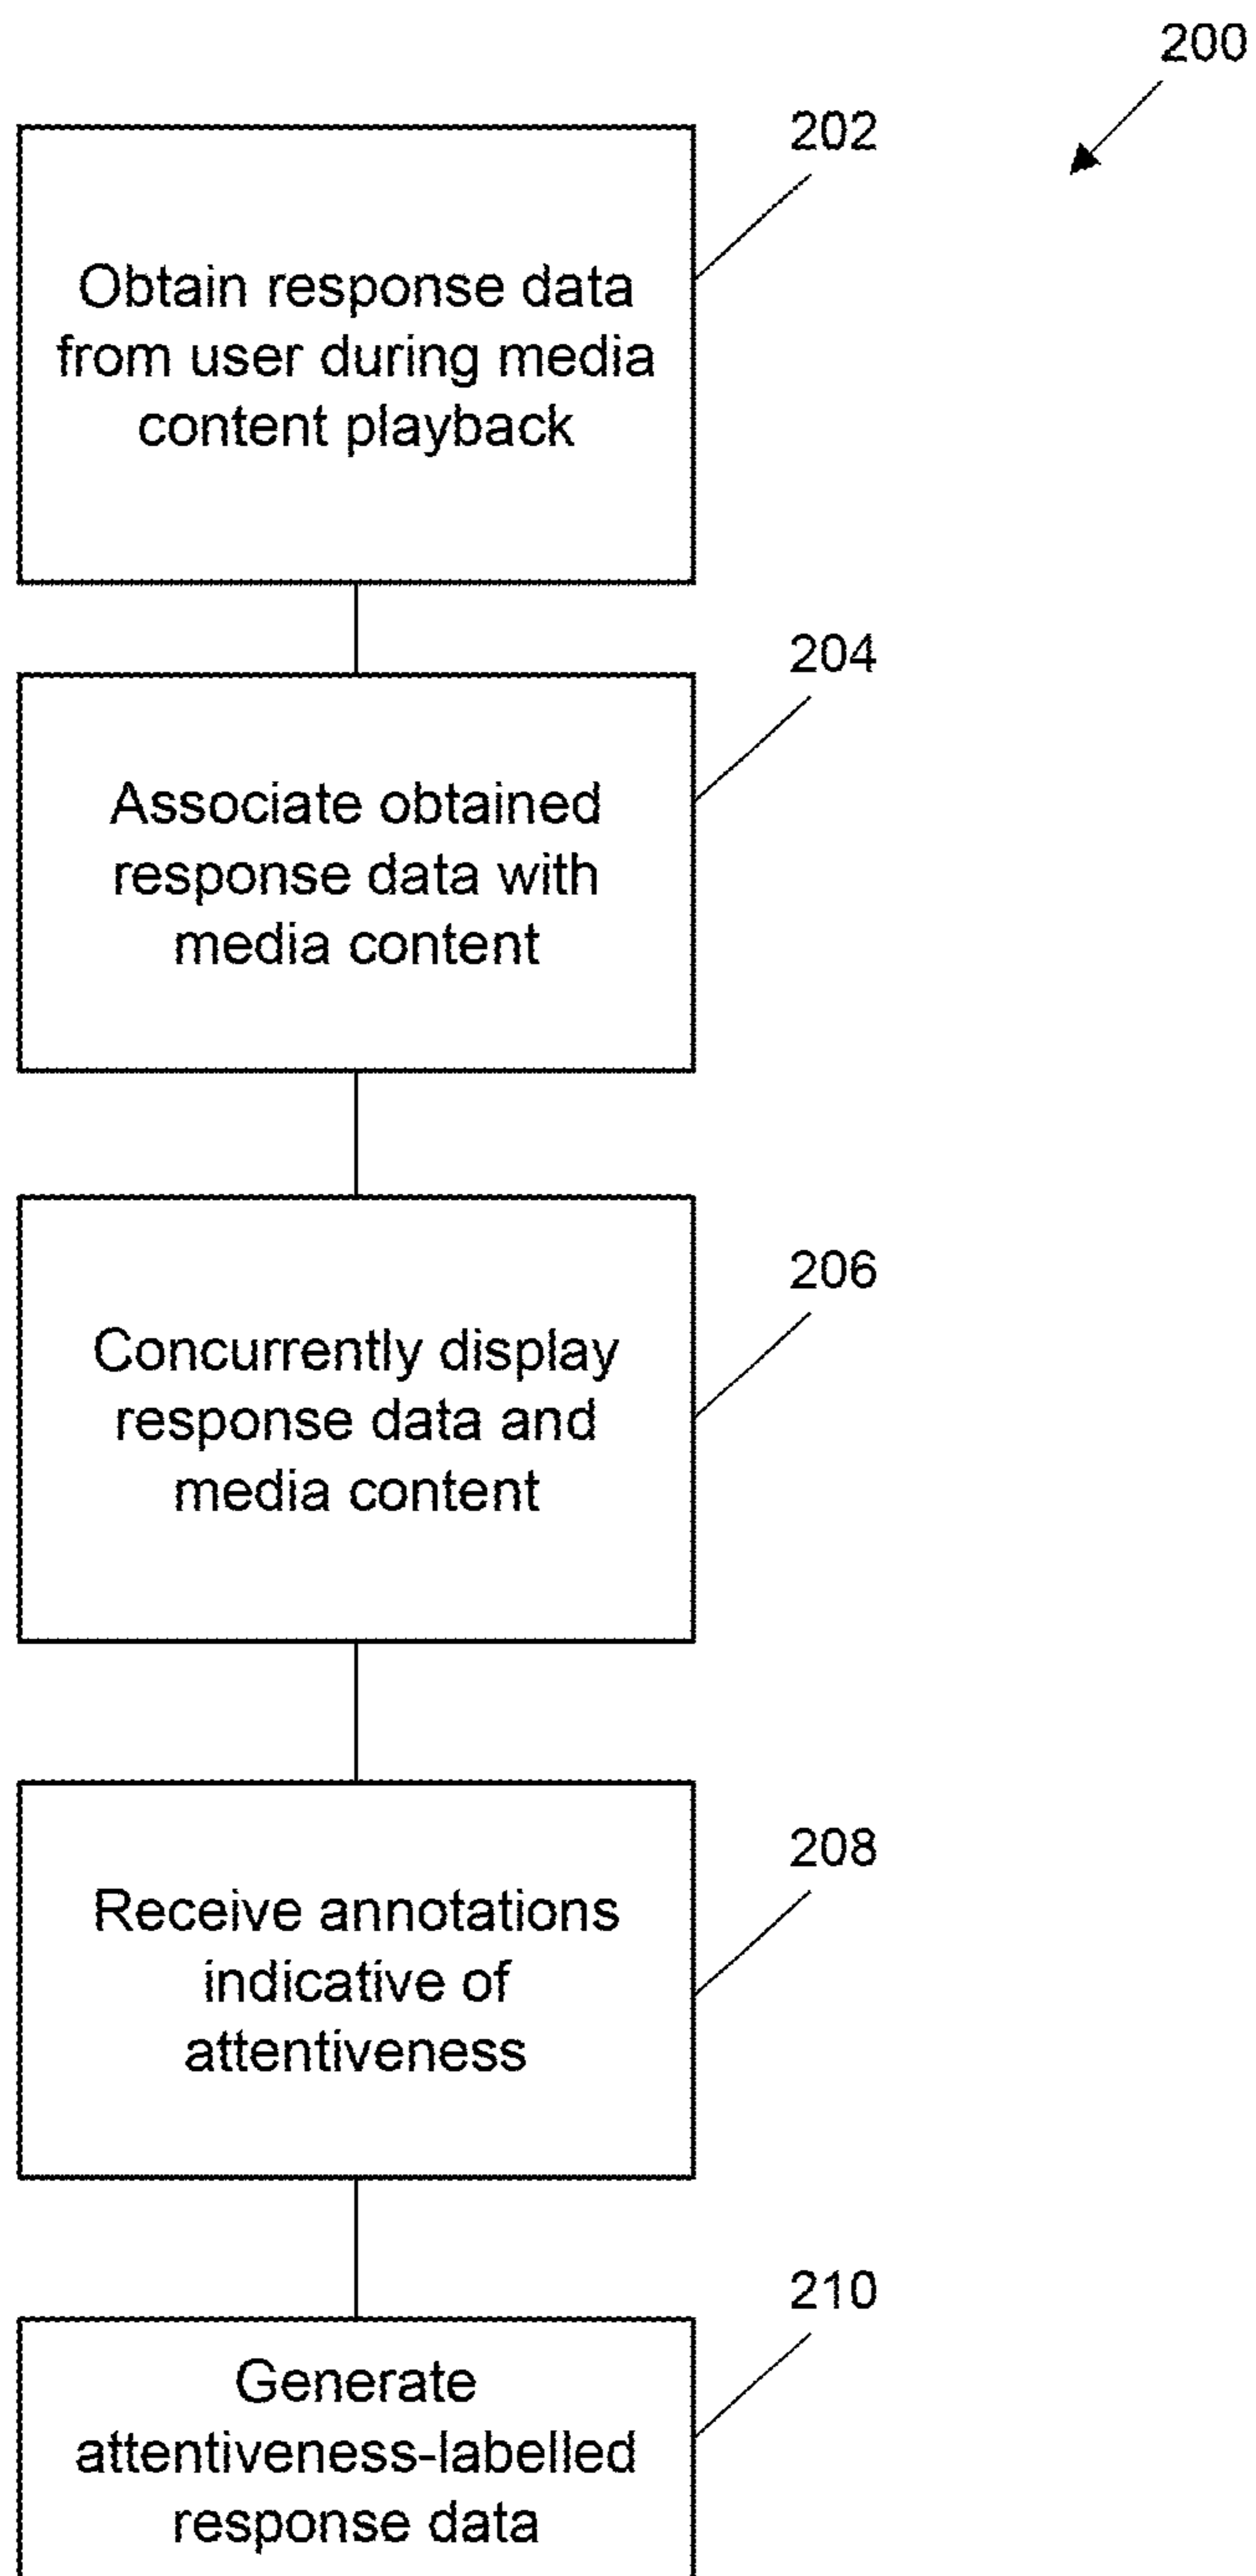 200
202
Obtain response data
from user during media
content playback
204
Associate obtained
response data with
media content
206
Concurrently display
response data and
media content
208
Receive annotations
indicative of
attentiveness
210
Generate
attentiveness-labelled
response data